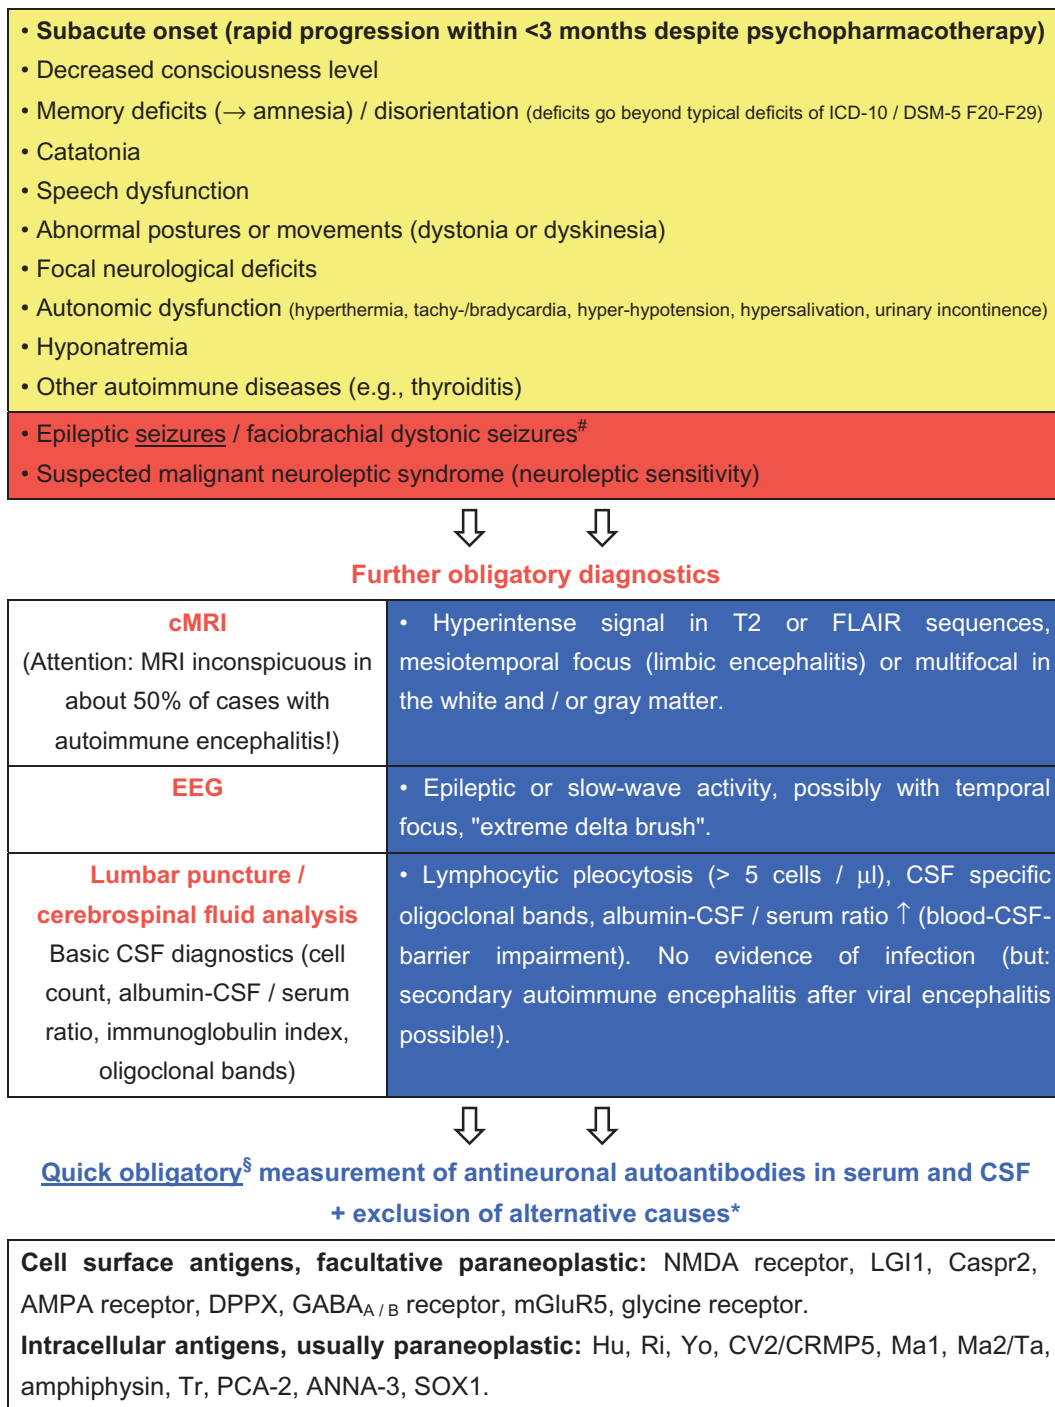 • Subacute onset (rapid progression within <3 months despite psychopharmacotherapy)
• Decreased consciousness level
• Memory deficits (→ amnesia) / disorientation (deficits go beyond typical deficits of ICD-10 / DSM-5 F20-F29)
• Catatonia
• Speech dysfunction
• Abnormal postures or movements (dystonia or dyskinesia)
• Focal neurological deficits
• Autonomic dysfunction (hyperthermia, tachy-/bradycardia, hyper-hypotension, hypersalivation, urinary incontinence)
• Hyponatremia
• Other autoimmune diseases (e.g., thyroiditis)
• Epileptic seizures / faciobrachial dystonic seizures#
• Suspected malignant neuroleptic syndrome (neuroleptic sensitivity)
Further obligatory diagnostics
cMRI
(Attention: MRI inconspicuous in
about 50% of cases with
autoimmune encephalitis!)
• Hyperintense signal in T2 or FLAIR sequences,
mesiotemporal focus (limbic encephalitis) or multifocal in
the white and / or gray matter.
EEG
• Epileptic or slow-wave activity, possibly with temporal
focus, "extreme delta brush".
Lumbar puncture /
cerebrospinal fluid analysis
Basic CSF diagnostics (cell
count, albumin-CSF / serum
ratio, immunoglobulin index,
oligoclonal bands)
• Lymphocytic pleocytosis (> 5 cells / µl), CSF specific
oligoclonal bands, albumin-CSF / serum ratio ↑ (blood-CSF-
barrier impairment). No evidence of infection (but:
secondary autoimmune encephalitis after viral encephalitis
possible!).
Quick obligatory§ measurement of antineuronal autoantibodies in serum and CSF
+ exclusion of alternative causes*
Cell surface antigens, facultative paraneoplastic: NMDA receptor, LGI1, Caspr2,
AMPA receptor, DPPX, GABAA / B receptor, mGluR5, glycine receptor.
Intracellular antigens, usually paraneoplastic: Hu, Ri, Yo, CV2/CRMP5, Ma1, Ma2/Ta,
amphiphysin, Tr, PCA-2, ANNA-3, SOX1.